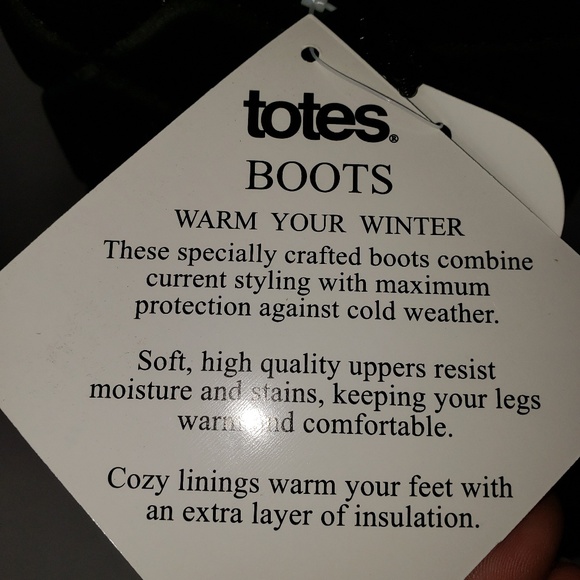 totes®
BOOTS
WARM YOUR WINTER
These specially crafted boots combine
current styling with maximum
protection against cold weather.
Soft, high quality uppers resist
moisture and stains, keeping your legs
warm and comfortable.
Cozy linings warm your feet with
an extra layer of insulation.